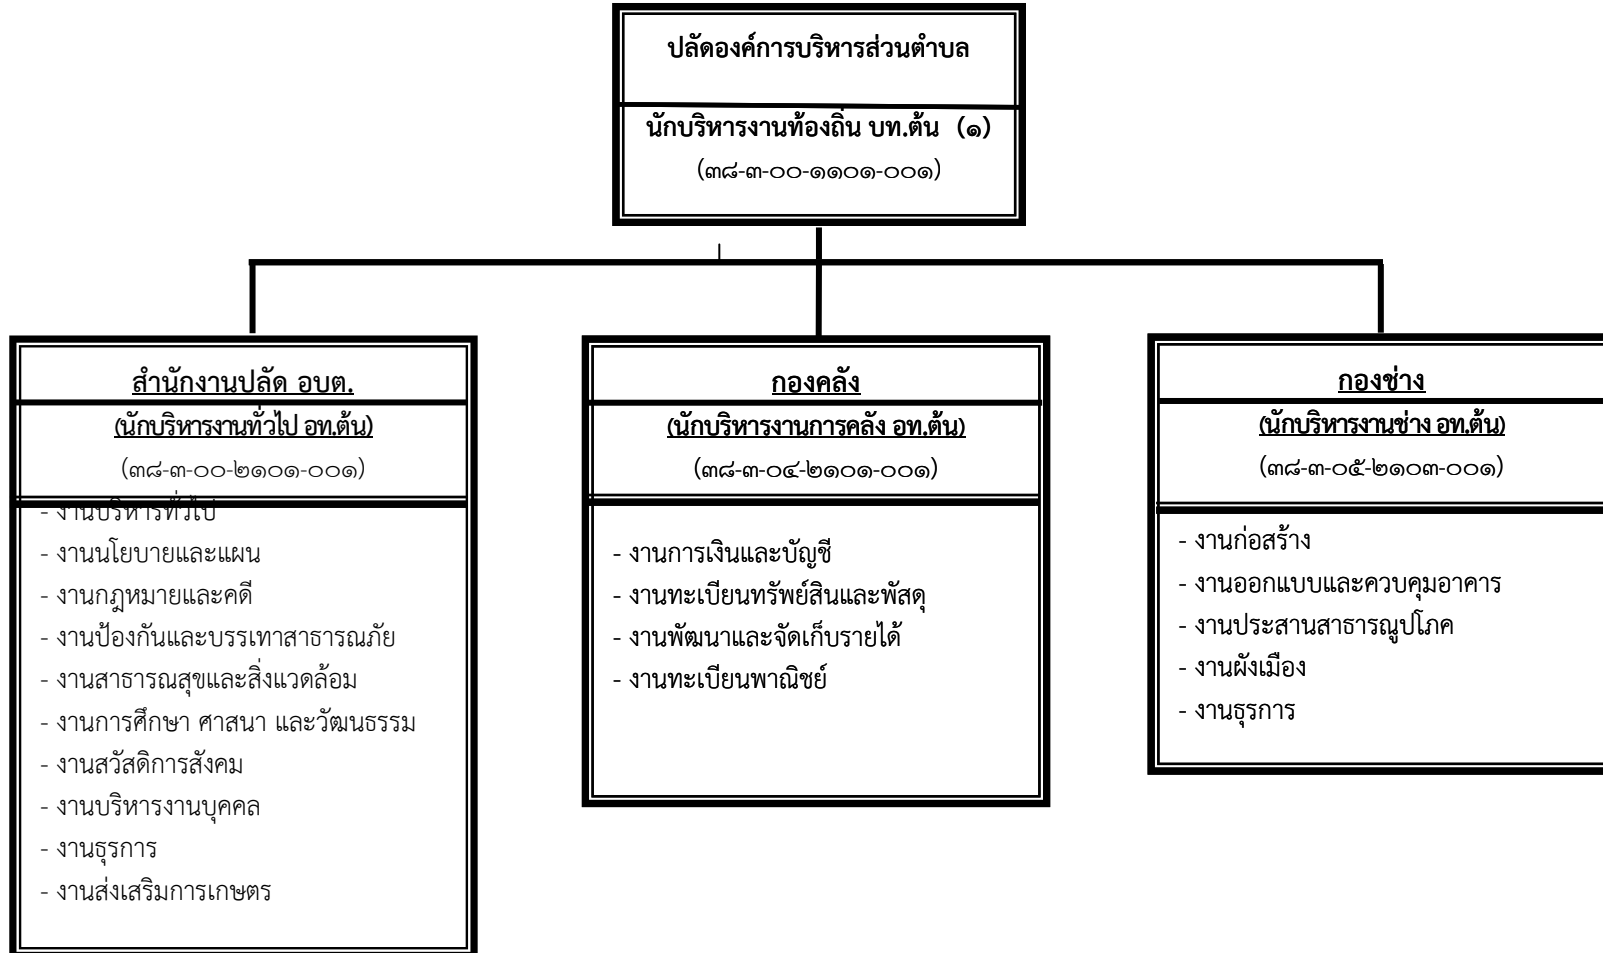 ปลัดองค์การบริหารส่วนตำบล
นักบริหารงานท้องถิ่น บท.ต้น (๑)
(๓๘-๓-๐๐-๑๑๐๑-๐๐๑)
สำนักงานปลัด อบต.
(นักบริหารงานทั่วไป อท.ต้น)
(๓๘-๓-๐๐-๒๑๐๑-๐๐๑)
- งานบริหารทั่วไป
- งานนโยบายและแผน
- งานกฎหมายและคดี
- งานป้องกันและบรรเทาสาธารณภัย
- งานสาธารณสุขและสิ่งแวดล้อม
- งานการศึกษา ศาสนา และวัฒนธรรม
- งานสวัสดิการสังคม
- งานบริหารงานบุคคล
- งานธุรการ
- งานส่งเสริมการเกษตร
กองคลัง
(นักบริหารงานการคลัง อท.ต้น)
(๓๘-๓-๐๔-๒๑๐๑-๐๐๑)
- งานการเงินและบัญชี
- งานทะเบียนทรัพย์สินและพัสดุ
- งานพัฒนาและจัดเก็บรายได้
- งานทะเบียนพาณิชย์
กองช่าง
(นักบริหารงานช่าง อท.ต้น)
(๓๘-๓-๐๕-๒๑๐๓-๐๐๑)
- งานก่อสร้าง
- งานออกแบบและควบคุมอาคาร
- งานประสานสาธารณูปโภค
- งานผังเมือง
- งานธุรการ